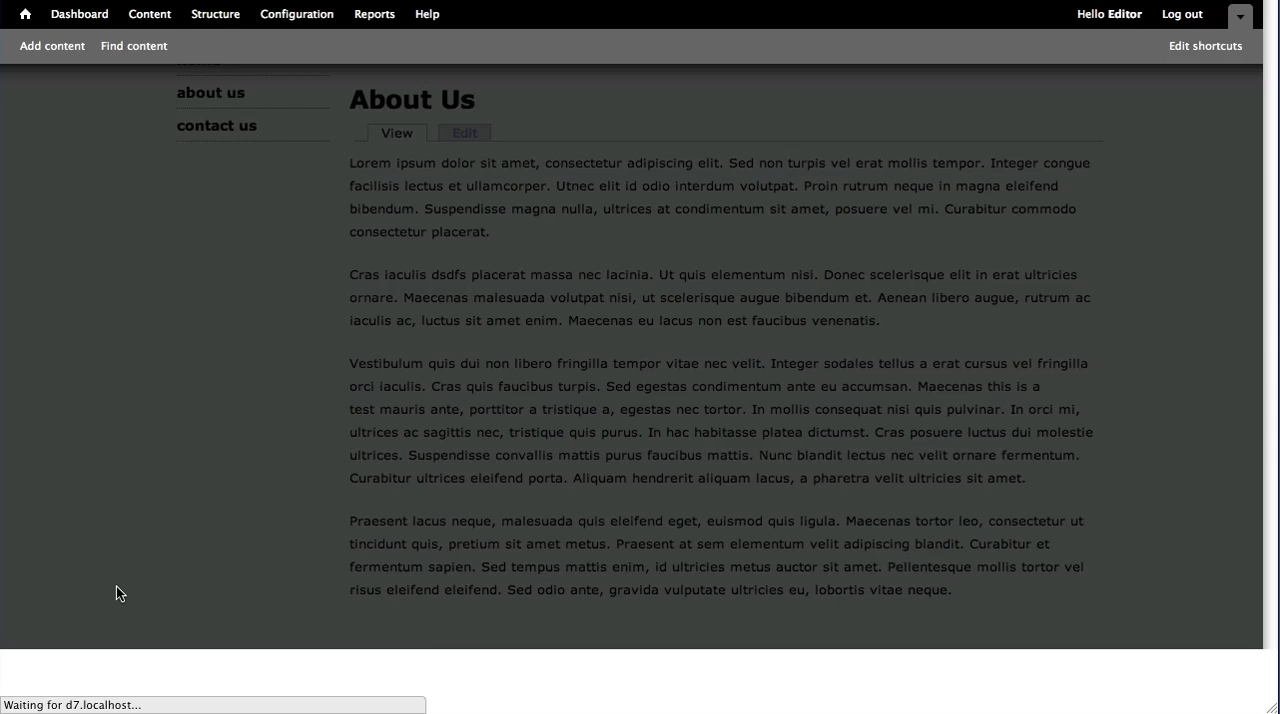 Dashboard Content Structure Configuration Reports Help Hello Editor Log out
Add content Find content Edit shortcuts
about us
contact us
About Us
View Edit
Lorem ipsum dolor sit amet, consectetur adipiscing elit. Sed non turpis vel erat mollis tempor. Integer congue
facilisis lectus et ullamcorper. Utnec elit id odio interdum volutpat. Proin rutrum neque in magna eleifend
bibendum. Suspendisse magna nulla, ultrices at condimentum sit amet, posuere vel mi. Curabitur commodo
consectetur placerat.
Cras iaculis dsdfs placerat massa nec lacinia. Ut quis elementum nisi. Donec scelerisque elit in erat ultricies
ornare. Maecenas malesuada volutpat nisi, ut scelerisque augue bibendum et. Aenean libero augue, rutrum ac
iaculis ac, luctus sit amet enim. Maecenas eu lacus non est faucibus venenatis.
Vestibulum quis dui non libero fringilla tempor vitae nec velit. Integer sodales tellus a erat cursus vel fringilla
orci iaculis. Cras quis faucibus turpis. Sed egestas condimentum ante eu accumsan. Maecenas this is a
test mauris ante, porttitor a tristique a, egestas nec tortor. In mollis consequat nisi quis pulvinar. In orci mi,
ultrices ac sagittis nec, tristique quis purus. In hac habitasse platea dictumst. Cras posuere luctus dui molestie
ultrices. Suspendisse convallis mattis purus faucibus mattis. Nunc blandit lectus nec velit ornare fermentum.
Curabitur ultrices eleifend porta. Aliquam hendrerit aliquam lacus, a pharetra velit ultricies sit amet.
Praesent lacus neque, malesuada quis eleifend eget, euismod quis ligula. Maecenas tortor leo, consectetur ut
tincidunt quis, pretium sit amet metus. Praesent at sem elementum velit adipiscing blandit. Curabitur et
fermentum sapien. Sed tempus mattis enim, id ultricies metus auctor sit amet. Pellentesque mollis tortor vel
risus eleifend eleifend. Sed odio ante, gravida vulputate ultricies eu, lobortis vitae neque.
Waiting for d7.localhost...